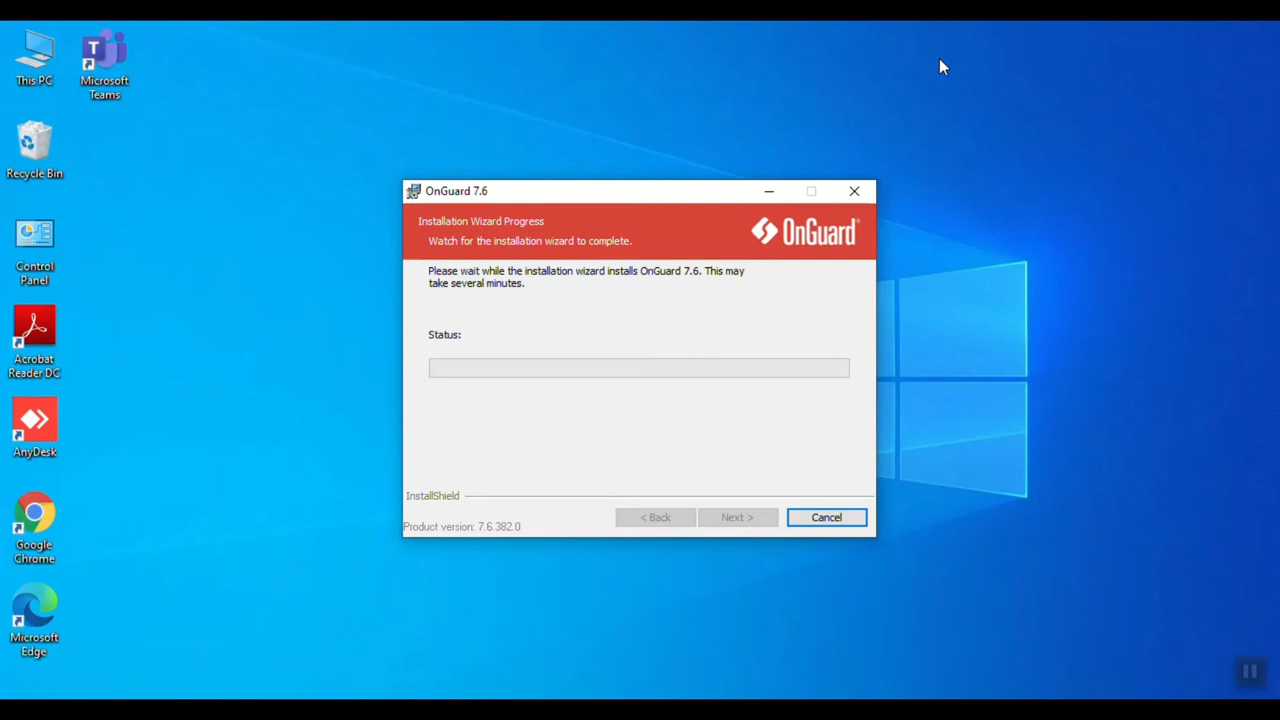 This PC
Microsoft
Teams
Recycle Bin
Control
Panel
Acrobat
Reader DC
AnyDesk
Google
Chrome
Microsoft
Edge
OnGuard 7.6
Installation Wizard Progress
Watch for the installation wizard to complete.
OnGuard®
Please wait while the installation wizard installs OnGuard 7.6. This may
take several minutes.
Status:
InstallShield
Product version: 7.6.382.0
< Back
Next >
Cancel